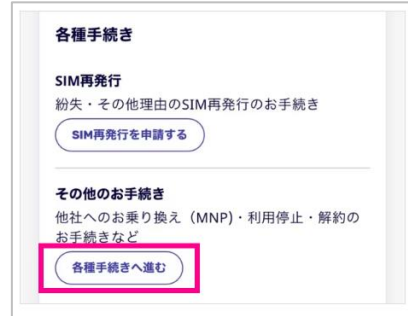 各種手続き
SIM再発行
紛失・その他理由のSIM再発行のお手続き
SIM再発行を申請する
その他のお手続き
他社へのお乗り換え（MNP)・利用停止・解約の
お手続きなど
各種手続きへ進む